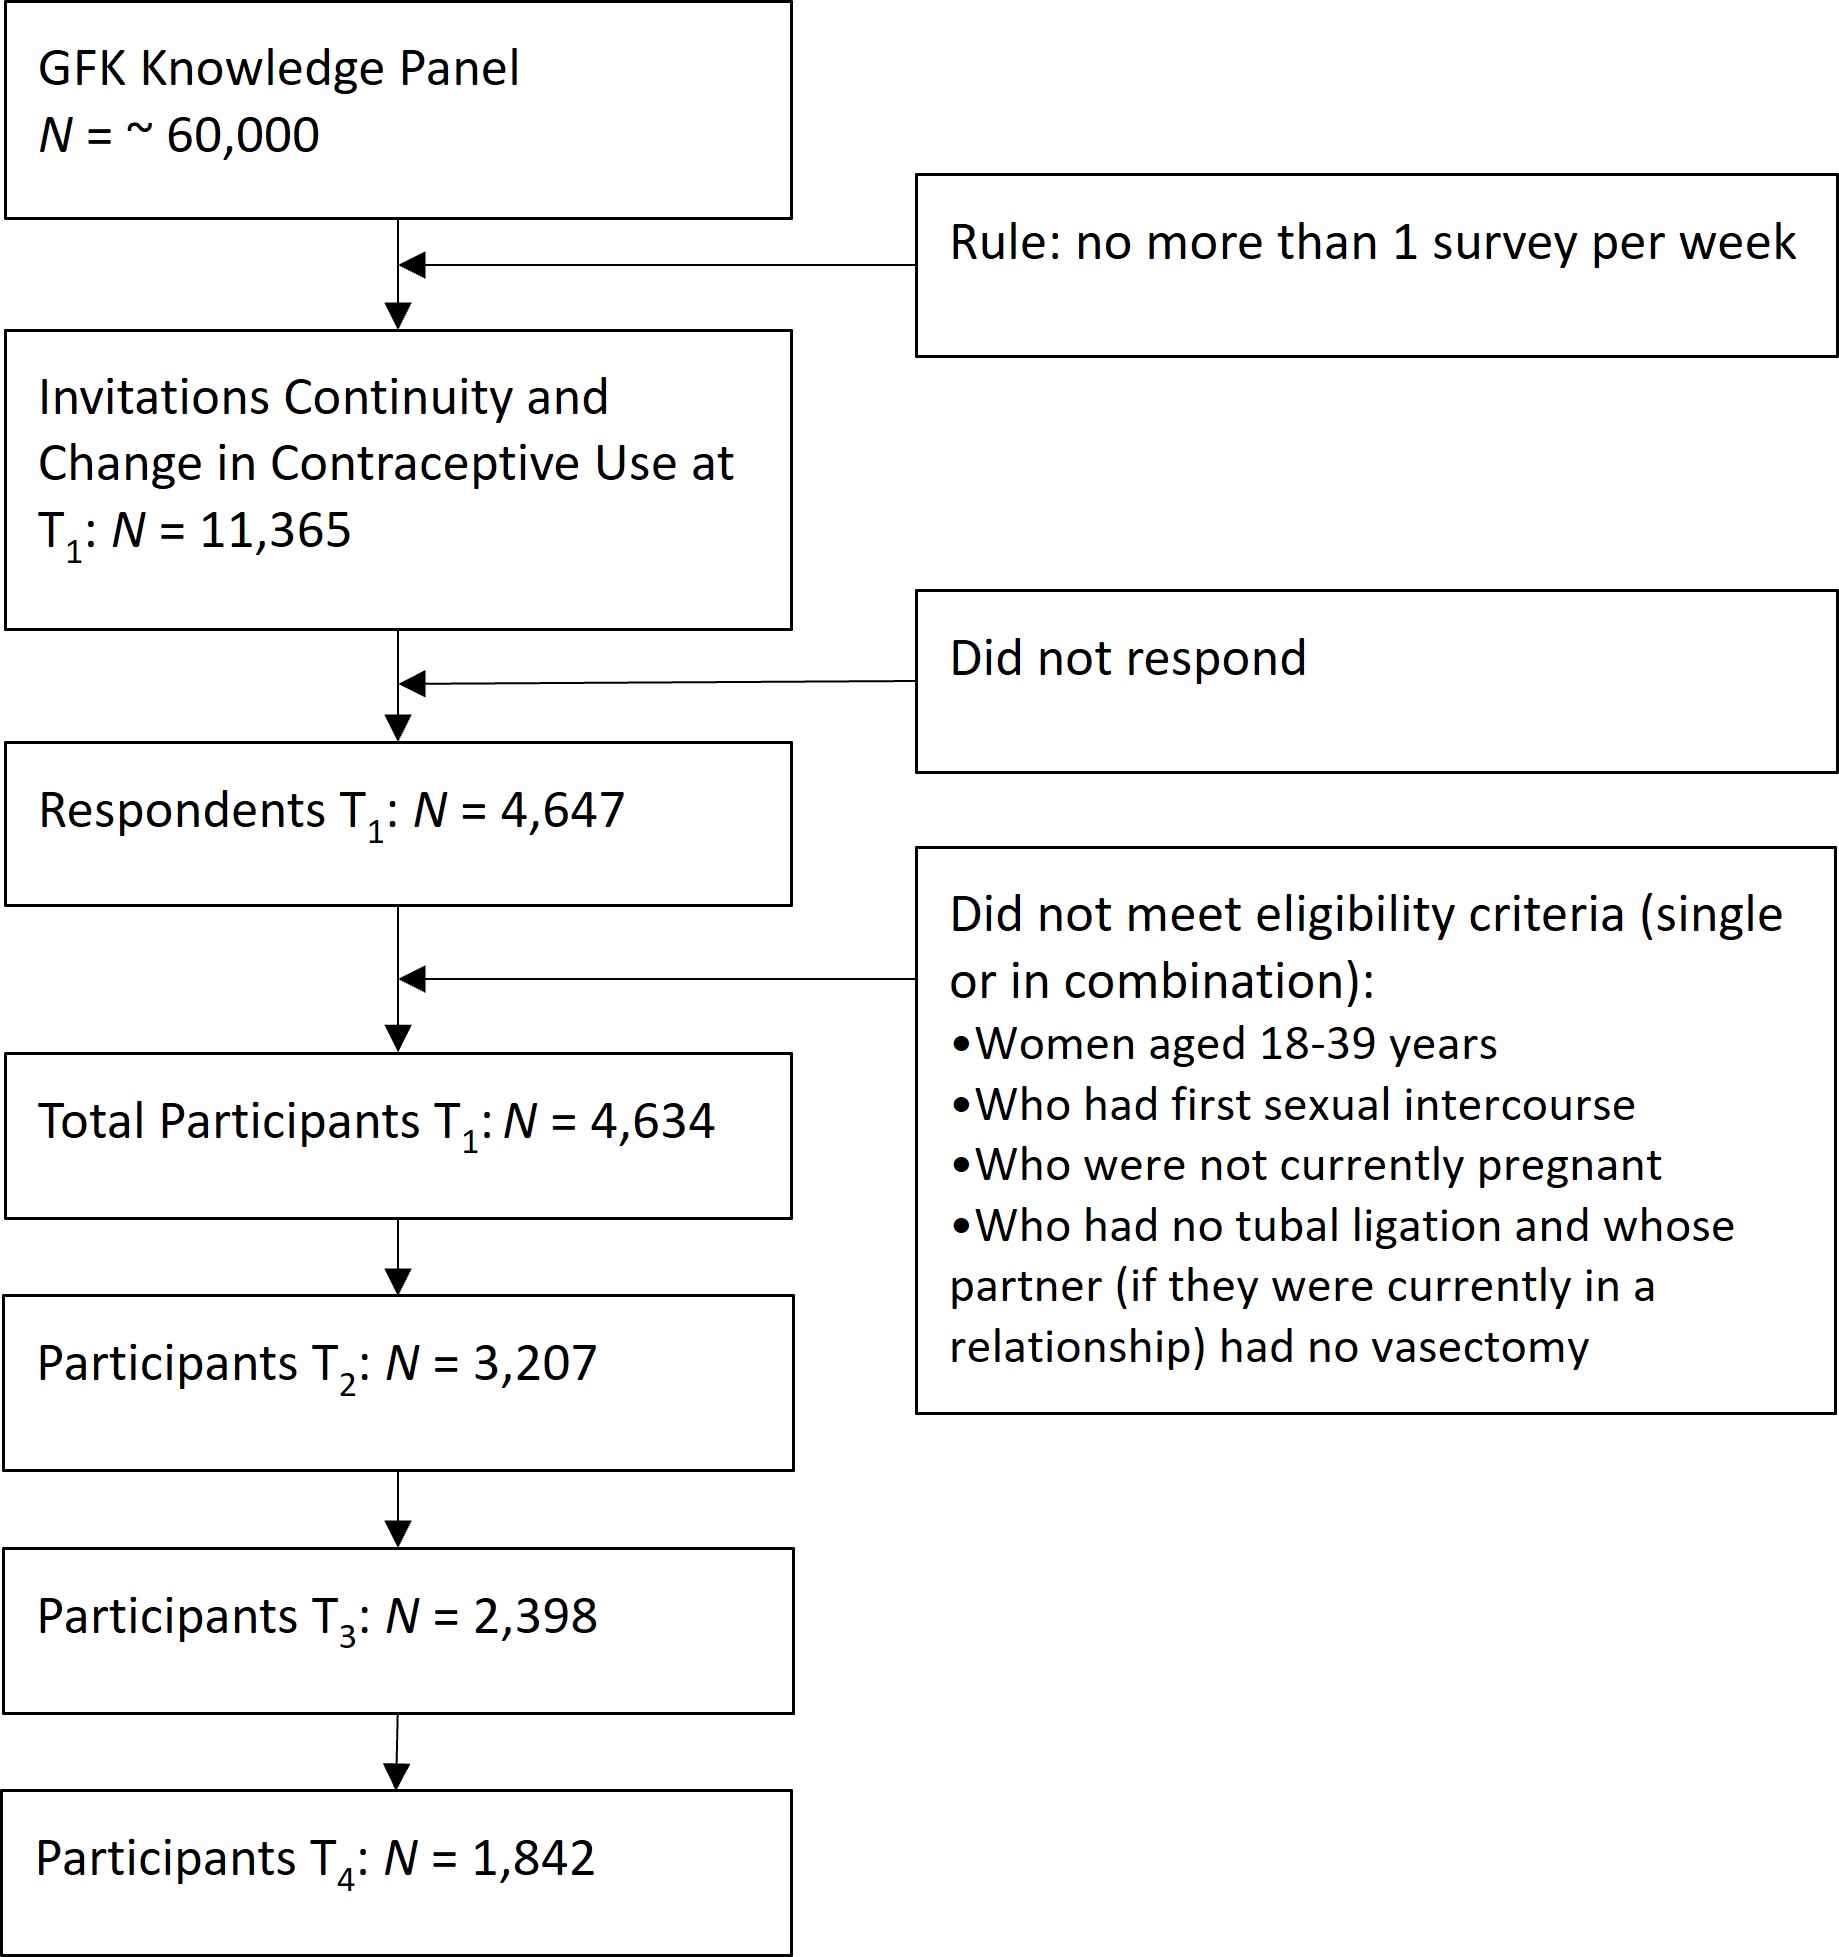 GFK Knowledge Panel
N = ~ 60,000
Rule: no more than 1 survey per week
Invitations Continuity and
Change in Contraceptive Use at
T₁: N = 11,365
Did not respond
Respondents T₁: N = 4,647
Did not meet eligibility criteria (single
or in combination):
•Women aged 18-39 years
•Who had first sexual intercourse
•Who were not currently pregnant
•Who had no tubal ligation and whose
partner (if they were currently in a
relationship) had no vasectomy
Total Participants T₁: N = 4,634
Participants T₂: N = 3,207
Participants T₃: N = 2,398
Participants T₄: N = 1,842